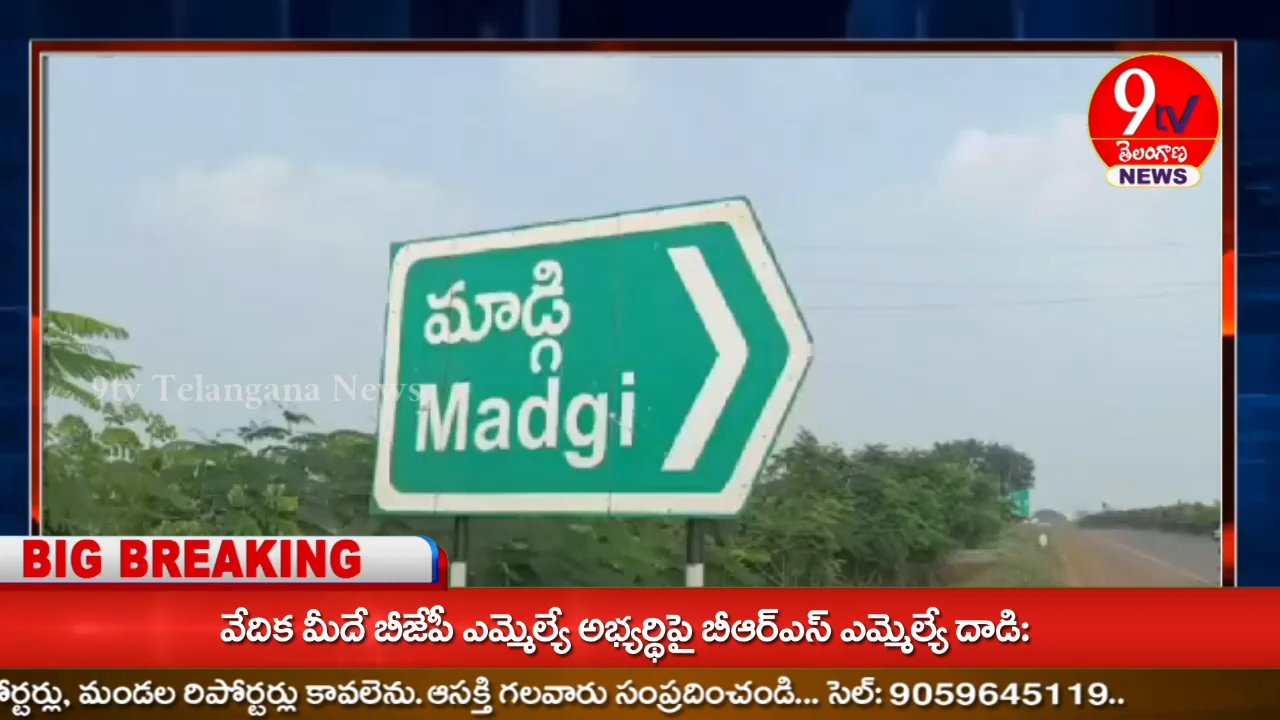 9tv
తెలంగాణ
NEWS
మాడ్గి
Madgi
9tv Telangana News
BIG BREAKING
వేదిక మీదే బీజేపీ ఎమ్మెల్యే అభ్యర్థిపై బీఆర్ఎస్ ఎమ్మెల్యే దాడి:
మండల రిపోర్టర్లు కావలెను. ఆసక్తి గలవారు సంప్రదించండి... సెల్: 9059645119..